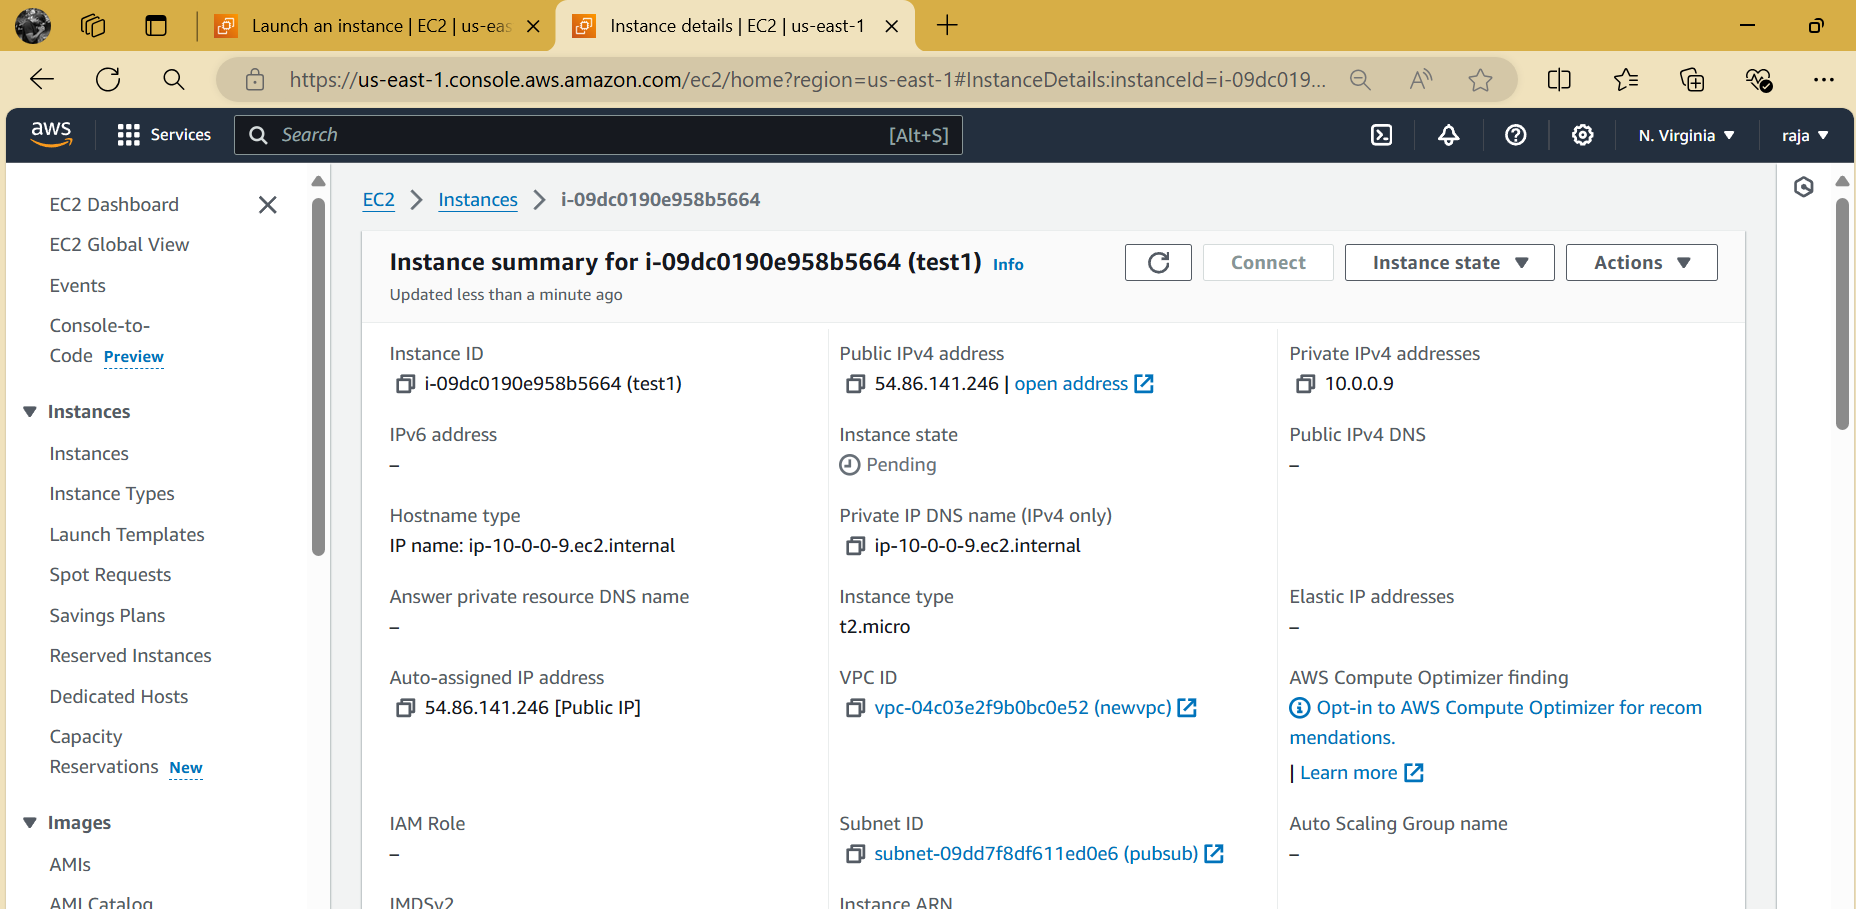 Launch an instance | EC2 | us-eas
Instance details | EC2 | us-east-1
https://us-east-1.console.aws.amazon.com/ec2/home?region=us-east-1#InstanceDetails:instanceId=i-09dc019...
aws
Services
Search
[Alt+S]
N. Virginia
raja
EC2 Dashboard
EC2 Global View
Events
Console-to-
Code Preview
Instances
Instances
Instance Types
Launch Templates
Spot Requests
Savings Plans
Reserved Instances
Dedicated Hosts
Capacity
Reservations New
Images
AMIs
AMI Catalog
EC2 > Instances > i-09dc0190e958b5664
Instance summary for i-09dc0190e958b5664 (test1) Info
Updated less than a minute ago
Connect
Instance state
Actions
Instance ID
i-09dc0190e958b5664 (test1)
Public IPv4 address
54.86.141.246 | open address
Private IPv4 addresses
10.0.0.9
IPv6 address
–
Instance state
Pending
Public IPv4 DNS
–
Hostname type
IP name: ip-10-0-0-9.ec2.internal
Private IP DNS name (IPv4 only)
ip-10-0-0-9.ec2.internal
Answer private resource DNS name
–
Instance type
t2.micro
Elastic IP addresses
–
Auto-assigned IP address
54.86.141.246 [Public IP]
VPC ID
vpc-04c03e2f9b0bc0e52 (newvpc)
AWS Compute Optimizer finding
Opt-in to AWS Compute Optimizer for recom
mendations.
| Learn more
IAM Role
–
Subnet ID
subnet-09dd7f8df611ed0e6 (pubsub)
Auto Scaling Group name
–
IMDSv2
Instance ARN